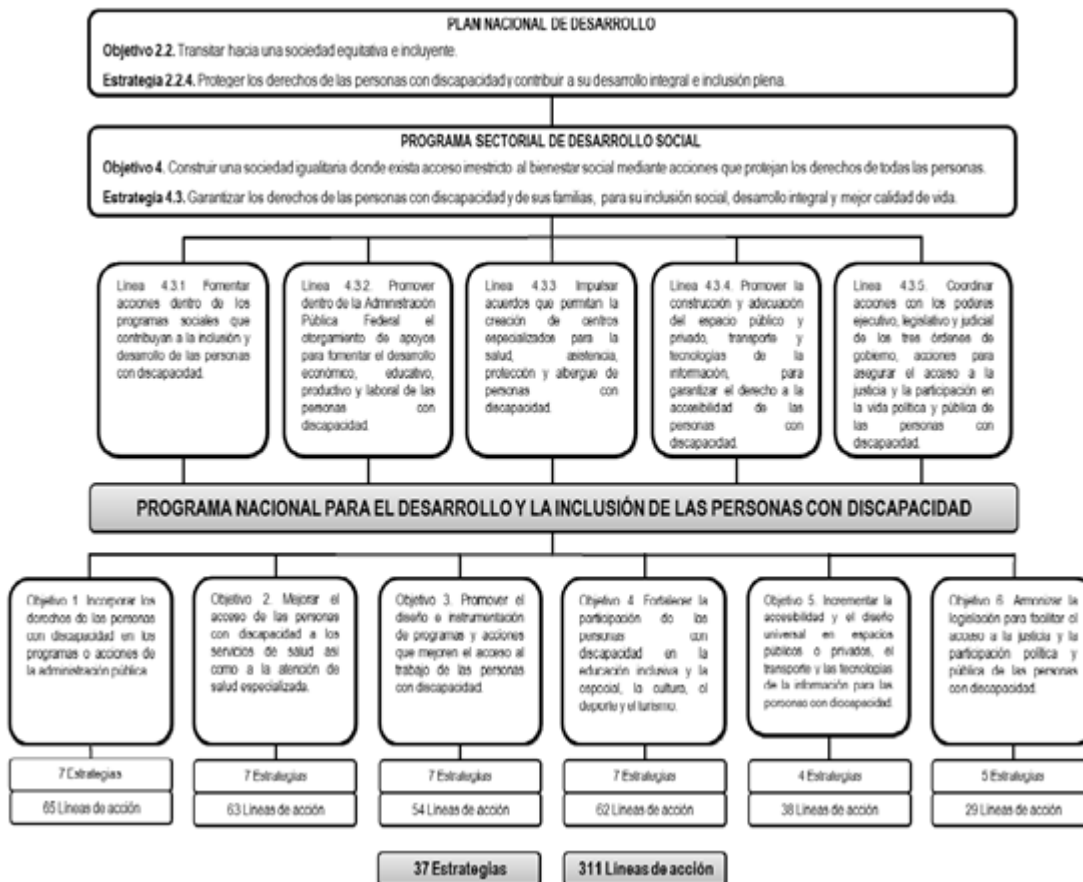 PLAN NACIONAL DE DESARROLLO
Objetivo 2.2. Transitar hacia una sociedad equitativa e incluyente.
Estrategia 2.2.4. Proteger los derechos de las personas con discapacidad y contribuir a su desarrollo integral e inclusión plena.
PROGRAMA SECTORIAL DE DESARROLLO SOCIAL
Objetivo 4. Construir una sociedad igualitaria donde exista acceso irrestricto al bienestar social mediante acciones que protejan los derechos de todas las personas.
Estrategia 4.3. Garantizar los derechos de las personas con discapacidad y de sus familias, para su inclusión social, desarrollo integral y mejor calidad de vida.
Línea 4.3.1 Fomentar
acciones dentro de los
programas sociales que
contribuyan a la inclusión y
desarrollo de las personas
con discapacidad.
Línea 4.3.2. Promover
dentro de la Administración
Pública Federal el
otorgamiento de apoyos
para fomentar el desarrollo
económico, educativo,
productivo y laboral de las
personas con
discapacidad.
Línea 4.3.3 Impulsar
acuerdos que permitan la
creación de centros
especializados para la
salud, asistencia,
protección y albergue de
personas con
discapacidad.
Línea 4.3.4. Promover la
construcción y adecuación
del espacio público y
privado, transporte y
tecnologías de la
información, para
garantizar el derecho a la
accesibilidad de las
personas con
discapacidad.
Línea 4.3.5. Coordinar
acciones con los poderes
ejecutivo, legislativo y judicial
de los tres órdenes de
gobierno, acciones para
asegurar el acceso a la
justicia y la participación en
la vida política y pública de
las personas con
discapacidad.
PROGRAMA NACIONAL PARA EL DESARROLLO Y LA INCLUSIÓN DE LAS PERSONAS CON DISCAPACIDAD
Objetivo 1. Incorporar los
derechos de las personas
con discapacidad en los
programas o acciones de
la administración pública.
7 Estrategias
65 Líneas de acción
Objetivo 2. Mejorar el
acceso de las personas
con discapacidad a los
servicios de salud así
como a la atención de
salud especializada.
7 Estrategias
63 Líneas de acción
Objetivo 3. Promover el
diseño e instrumentación
de programas y acciones
que mejoren el acceso al
trabajo de las personas
con discapacidad.
7 Estrategias
54 Líneas de acción
Objetivo 4. Fortalecer la
participación de las
personas con
discapacidad en la
educación inclusiva y la
especial, la cultura, el
deporte y el turismo.
7 Estrategias
62 Líneas de acción
Objetivo 5. Incrementar la
accesibilidad y el diseño
universal en espacios
públicos o privados, el
transporte y las tecnologías
de la información para las
personas con discapacidad.
4 Estrategias
38 Líneas de acción
Objetivo 6. Armonizar la
legislación para facilitar el
acceso a la justicia y la
participación política y
pública de las personas
con discapacidad.
5 Estrategias
29 Líneas de acción
37 Estrategias
311 Líneas de acción